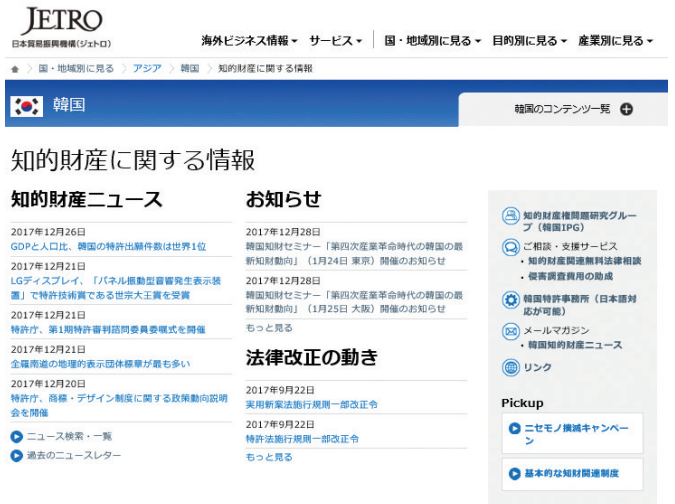 JETRO
日本貿易振興機構(ジェトロ)
海外ビジネス情報 サービス 国・地域別に見る 目的別に見る 産業別に見る
国・地域別に見る 〉 アジア 〉 韓国 〉 知的財産に関する情報
韓国
韓国のコンテンツ一覧
知的財産に関する情報
知的財産ニュース
2017年12月26日
GDPと人口比、韓国の特許出願件数は世界1位
2017年12月21日
LGディスプレイ、「パネル振動型音響発生表示装
置」で特許技術賞である世宗大王賞を受賞
2017年12月21日
特許庁、第1期特許審判諮問委員委嘱式を開催
2017年12月21日
全羅南道の地理的表示団体標章が最も多い
2017年12月20日
特許庁、商標・デザイン制度に関する政策動向説明
会を開催
ニュース検索・一覧
過去のニュースレター
お知らせ
2017年12月28日
韓国知財セミナー「第四次産業革命時代の韓国の最
新知財動向」（1月24日 東京）開催のお知らせ
2017年12月28日
韓国知財セミナー「第四次産業革命時代の韓国の最
新知財動向」（1月25日 大阪）開催のお知らせ
もっと見る
法律改正の動き
2017年9月22日
実用新案法施行規則一部改正令
2017年9月22日
特許法施行規則一部改正令
もっと見る
知的財産権問題研究グルー
プ（韓国IPG）
ご相談・支援サービス
・知的財産関連無料法律相談
・侵害調査費用の助成
韓国特許事務所（日本語対
応が可能）
メールマガジン
・韓国知的財産ニュース
リンク
Pickup
ニセモノ撲滅キャンペー
ン
基本的な知財関連制度